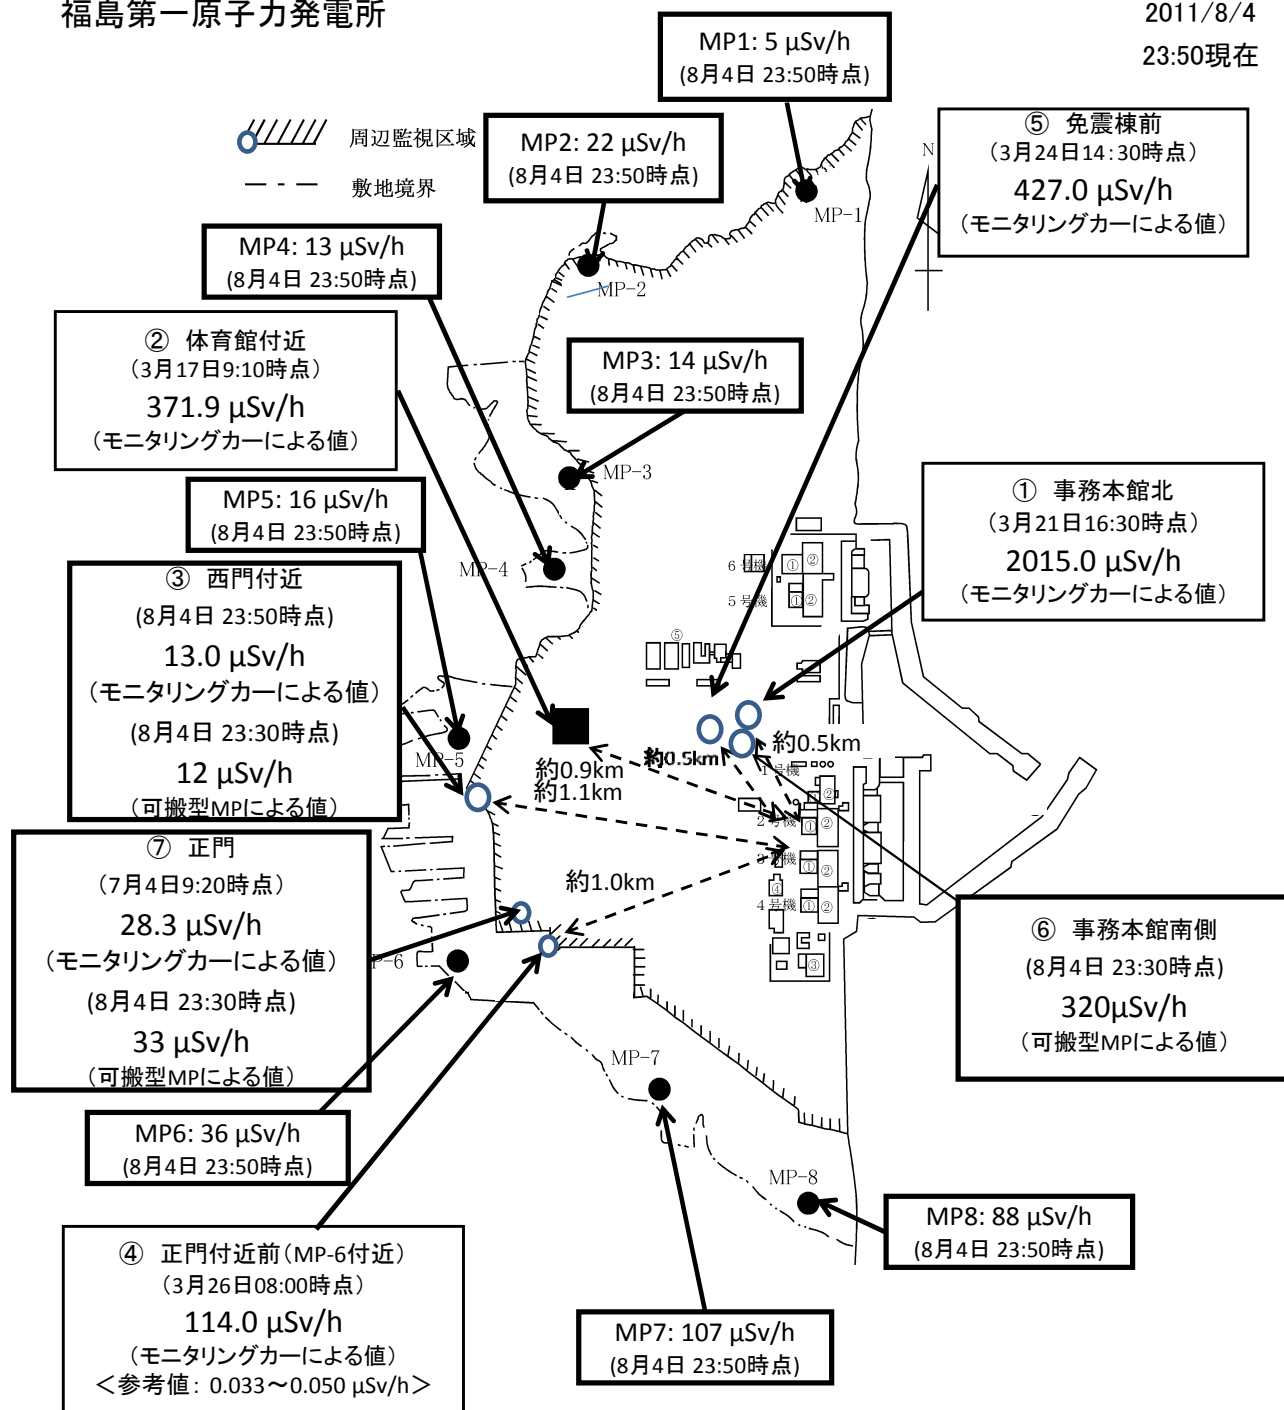 福島第一原子力発電所
2011/8/4
23:50現在
周辺監視区域
敷地境界
MP1: 5 μSv/h
(8月4日 23:50時点)
MP2: 22 μSv/h
(8月4日 23:50時点)
⑤ 免震棟前
(3月24日14:30時点)
427.0 μSv/h
(モニタリングカーによる値)
N
MP-1
MP4: 13 μSv/h
(8月4日 23:50時点)
MP-2
② 体育館付近
(3月17日9:10時点)
371.9 μSv/h
(モニタリングカーによる値)
MP3: 14 μSv/h
(8月4日 23:50時点)
MP-3
MP5: 16 μSv/h
(8月4日 23:50時点)
① 事務本館北
(3月21日16:30時点)
2015.0 μSv/h
(モニタリングカーによる値)
MP-4
6号機
① ②
5号機
① ②
③ 西門付近
(8月4日 23:50時点)
13.0 μSv/h
(モニタリングカーによる値)
(8月4日 23:30時点)
12 μSv/h
(可搬型MPによる値)
⑤
MP-5
約0.9km
約1.1km
約0.5km
約0.5km
1号機
②
2号機
① ②
3号機
① ②
④
4号機
① ②
③
約1.0km
⑦ 正門
(7月4日9:20時点)
28.3 μSv/h
(モニタリングカーによる値)
(8月4日 23:30時点)
33 μSv/h
(可搬型MPによる値)
P-6
⑥ 事務本館南側
(8月4日 23:30時点)
320μSv/h
(可搬型MPによる値)
MP-7
MP6: 36 μSv/h
(8月4日 23:50時点)
MP-8
MP8: 88 μSv/h
(8月4日 23:50時点)
④ 正門付近前(MP-6付近)
(3月26日08:00時点)
114.0 μSv/h
(モニタリングカーによる値)
<参考値: 0.033～0.050 μSv/h>
MP7: 107 μSv/h
(8月4日 23:50時点)